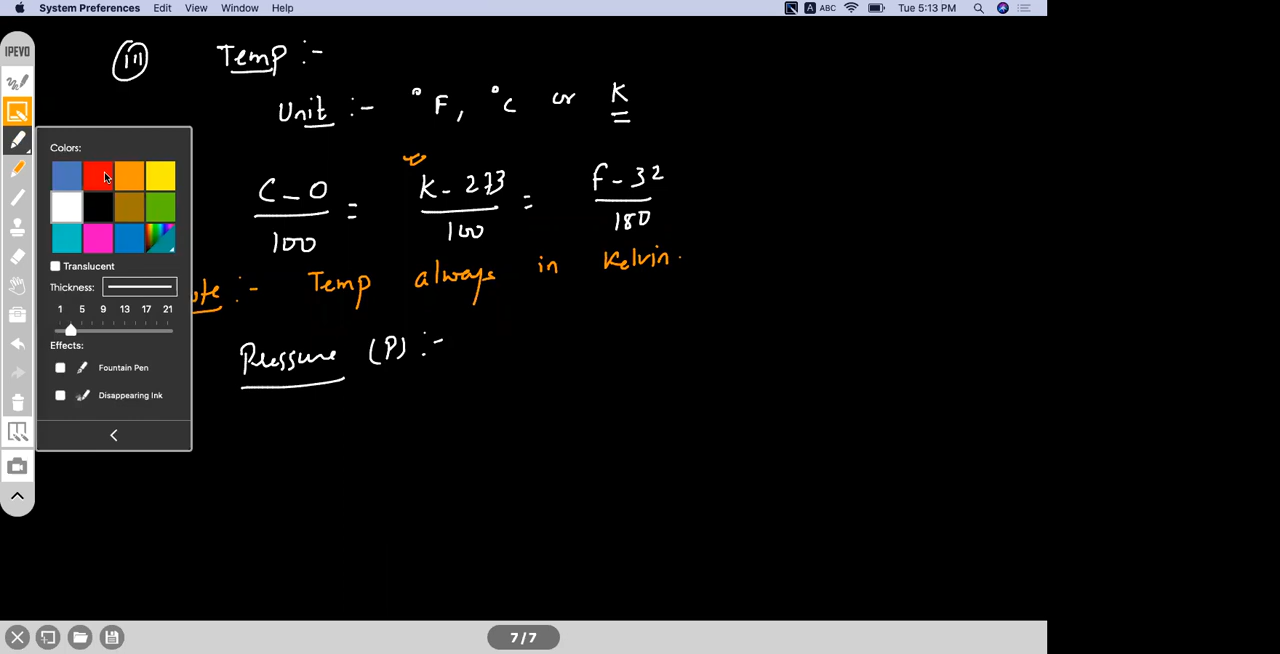 System Preferences Edit View Window Help ABC Tue 5:13 PM
IPEVO
(iii) Temp :-
Unit :- °F, °C or K
C - 0 / 100 = K - 273 / 100 = F - 32 / 180
ote :- Temp always in Kelvin.
Pressure (P) :-
Colors:
Translucent
Thickness:
1 5 9 13 17 21
Effects:
Fountain Pen
Disappearing Ink
7/7